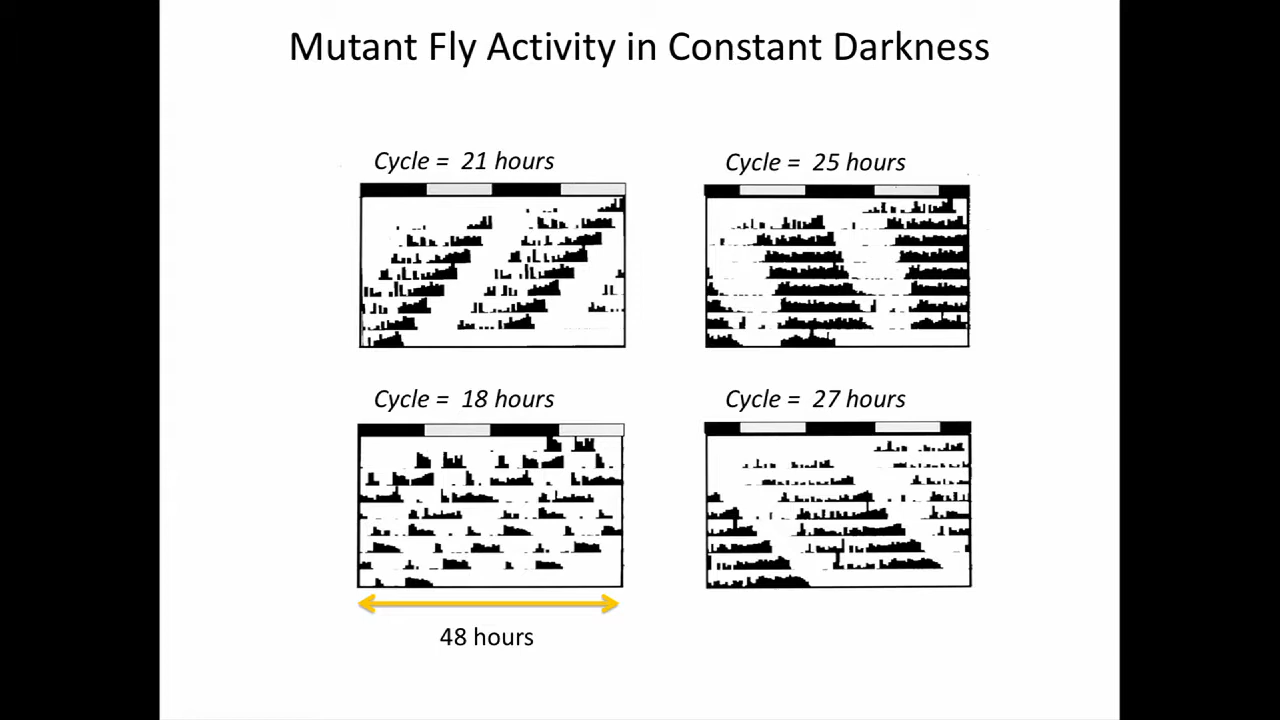 Mutant Fly Activity in Constant Darkness
Cycle = 21 hours
Cycle = 25 hours
Cycle = 18 hours
Cycle = 27 hours
48 hours